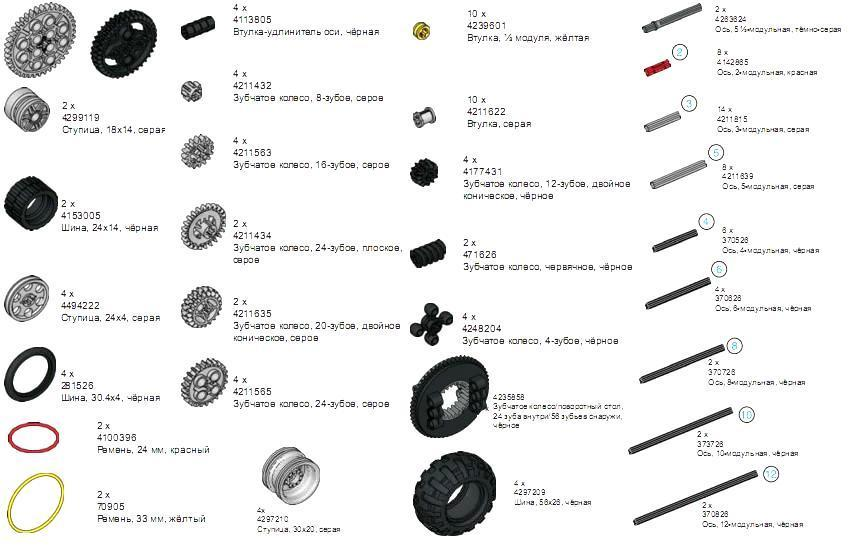 2 x
4299119
Ступица, 18x14, серая
2 x
4153005
Шина, 24x14, чёрная
4 x
4494222
Ступица, 24x4, серая
4 x
281526
Шина, 30.4x4, чёрная
2 x
4100396
Ремень, 24 мм, красный
2 x
70905
Ремень, 33 мм, жёлтый
4 x
4113805
Втулка-удлинитель оси, чёрная
4 x
4211432
Зубчатое колесо, 8-зубое, серое
4 x
4211563
Зубчатое колесо, 16-зубое, серое
2 x
4211434
Зубчатое колесо, 24-зубое, плоское,
серое
2 x
4211635
Зубчатое колесо, 20-зубое, двойное
коническое, серое
4 x
4211565
Зубчатое колесо, 24-зубое, серое
4x
4297210
Ступица, 30x20, серая
10 x
4239601
Втулка, ½ модуля, жёлтая
10 x
4211622
Втулка, серая
4 x
4177431
Зубчатое колесо, 12-зубое, двойное
коническое, чёрное
2 x
471626
Зубчатое колесо, червячное, чёрное
4 x
4248204
Зубчатое колесо, 4-зубое, чёрное
4235858
Зубчатое колесо/поворотный стол,
24 зуба внутри/56 зубьев снаружи,
чёрное
4 x
4297209
Шина, 56x26, чёрная
2 x
4263624
Ось, 5 ½-модульная, тёмно-серая
2
8 x
4142865
Ось, 2-модульная, красная
3
14 x
4211815
Ось, 3-модульная, серая
5
8 x
4211639
Ось, 5-модульная, серая
4
6 x
370526
Ось, 4-модульная, чёрная
6
4 x
370626
Ось, 6-модульная, чёрная
8
2 x
370726
Ось, 8-модульная, чёрная
10
2 x
373726
Ось, 10-модульная, чёрная
12
2 x
370826
Ось, 12-модульная, чёрная